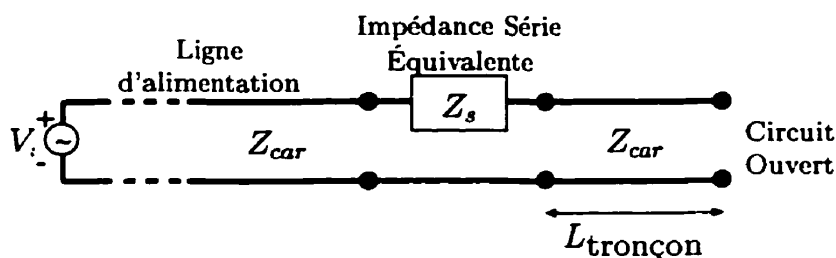 Impédance Série
Équivalente
Ligne
d'alimentation
Z_s
+
V_i
~
-
Z_car
Z_car
Circuit
Ouvert
L_tronçon